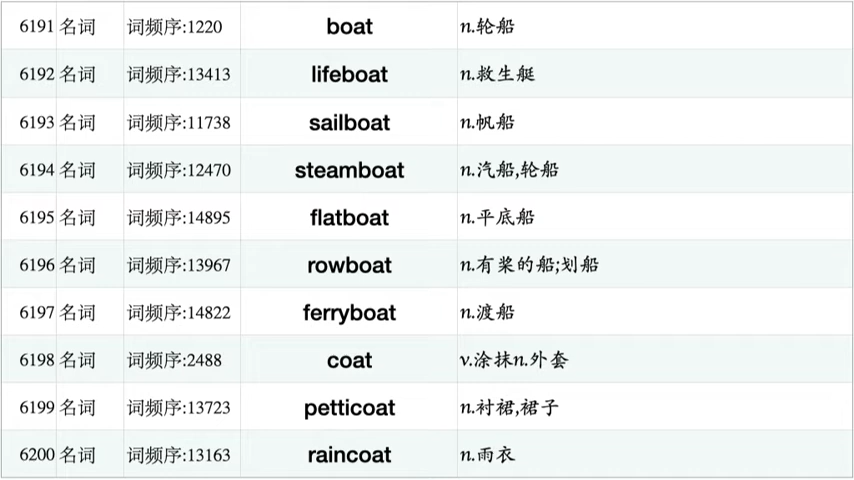 6191 名词 词频序:1220 boat n.轮船
6192 名词 词频序:13413 lifeboat n.救生艇
6193 名词 词频序:11738 sailboat n.帆船
6194 名词 词频序:12470 steamboat n.汽船,轮船
6195 名词 词频序:14895 flatboat n.平底船
6196 名词 词频序:13967 rowboat n.有桨的船;划船
6197 名词 词频序:14822 ferryboat n.渡船
6198 名词 词频序:2488 coat v.涂抹n.外套
6199 名词 词频序:13723 petticoat n.衬裙,裙子
6200 名词 词频序:13163 raincoat n.雨衣